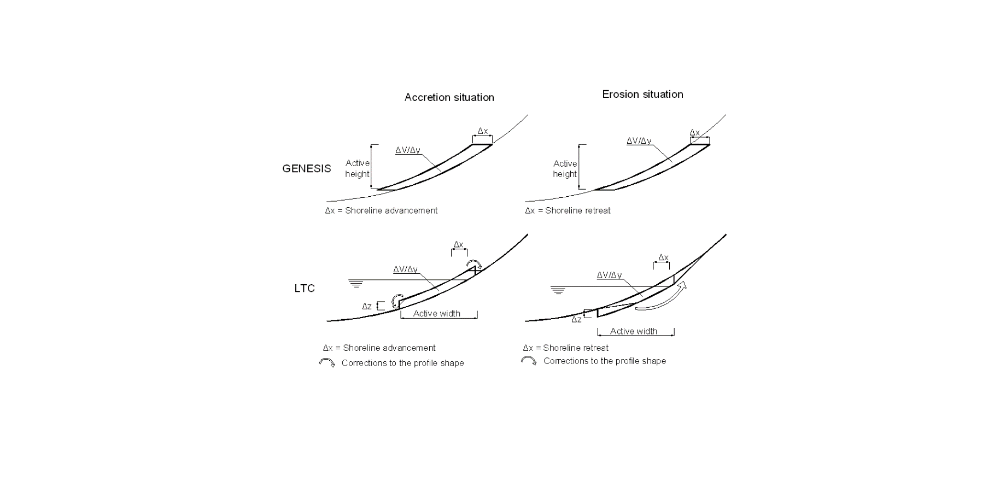 Accretion situation
Erosion situation
GENESIS
Δx
ΔV/Δy
Active
height
Δx = Shoreline advancement
Δx
ΔV/Δy
Active
height
Δx = Shoreline retreat
LTC
Δx
ΔV/Δy
Δz
Active width
Δx = Shoreline advancement
Corrections to the profile shape
Δx
ΔV/Δy
Δz
Active width
Δx = Shoreline retreat
Corrections to the profile shape